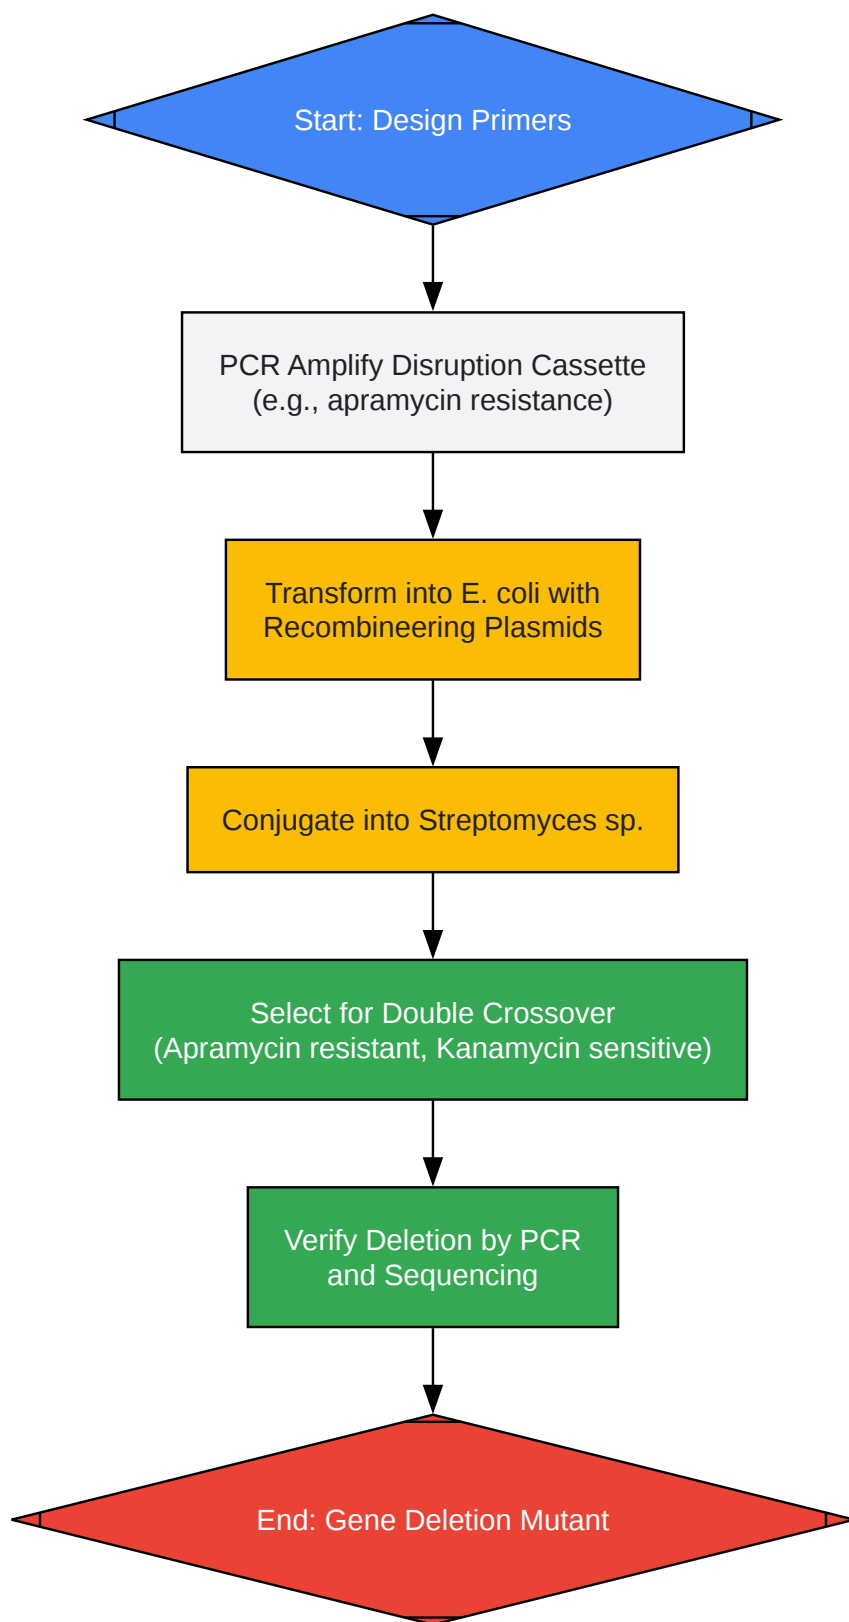 Start: Design Primers
PCR Amplify Disruption Cassette
(e.g., apramycin resistance)
Transform into E. coli with
Recombineering Plasmids
Conjugate into Streptomyces sp.
Select for Double Crossover
(Apramycin resistant, Kanamycin sensitive)
Verify Deletion by PCR
and Sequencing
End: Gene Deletion Mutant